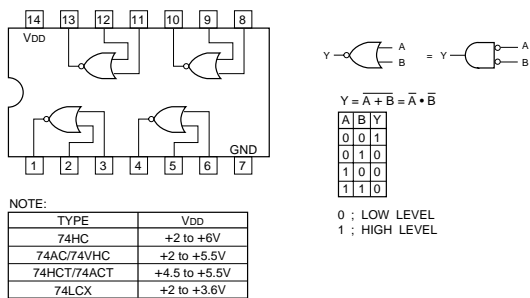 14 13 12 11 10 9 8
VDD
GND
1 2 3 4 5 6 7
Y A B = Y A B
Y = A + B = A • B
A B Y
0 0 1
0 1 0
1 0 0
1 1 0
0 ; LOW LEVEL
1 ; HIGH LEVEL
NOTE:
TYPE VDD
74HC +2 to +6V
74AC/74VHC +2 to +5.5V
74HCT/74ACT +4.5 to +5.5V
74LCX +2 to +3.6V